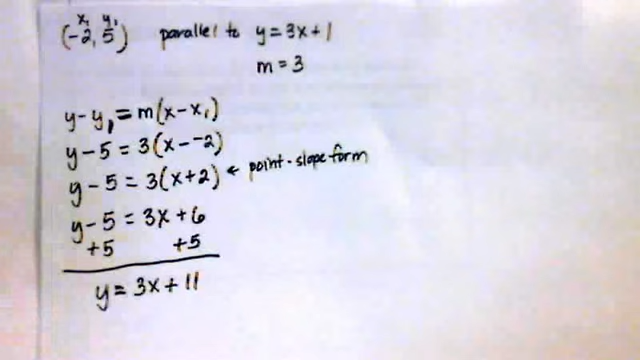 x₁ y₁
(-2, 5) parallel to y = 3x + 1
m = 3
y - y₁ = m(x - x₁)
y - 5 = 3(x - ⁻2)
y - 5 = 3(x + 2) ← point-slope form
y - 5 = 3x + 6
+5 +5
y = 3x + 11